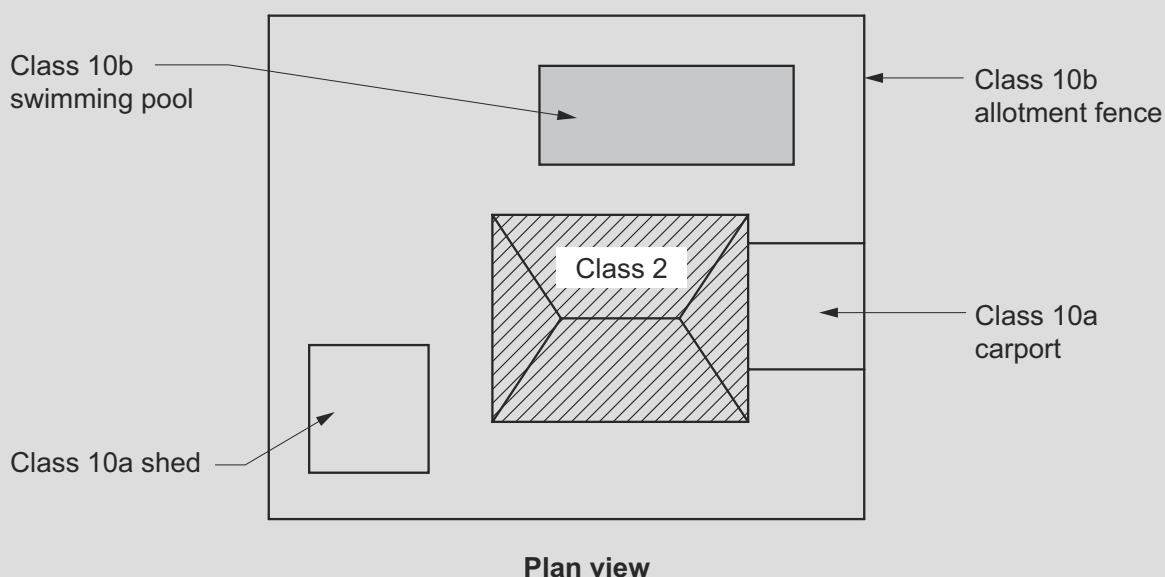 Class 10b
swimming pool
Class 10b
allotment fence
Class 2
Class 10a
carport
Class 10a shed
Plan view